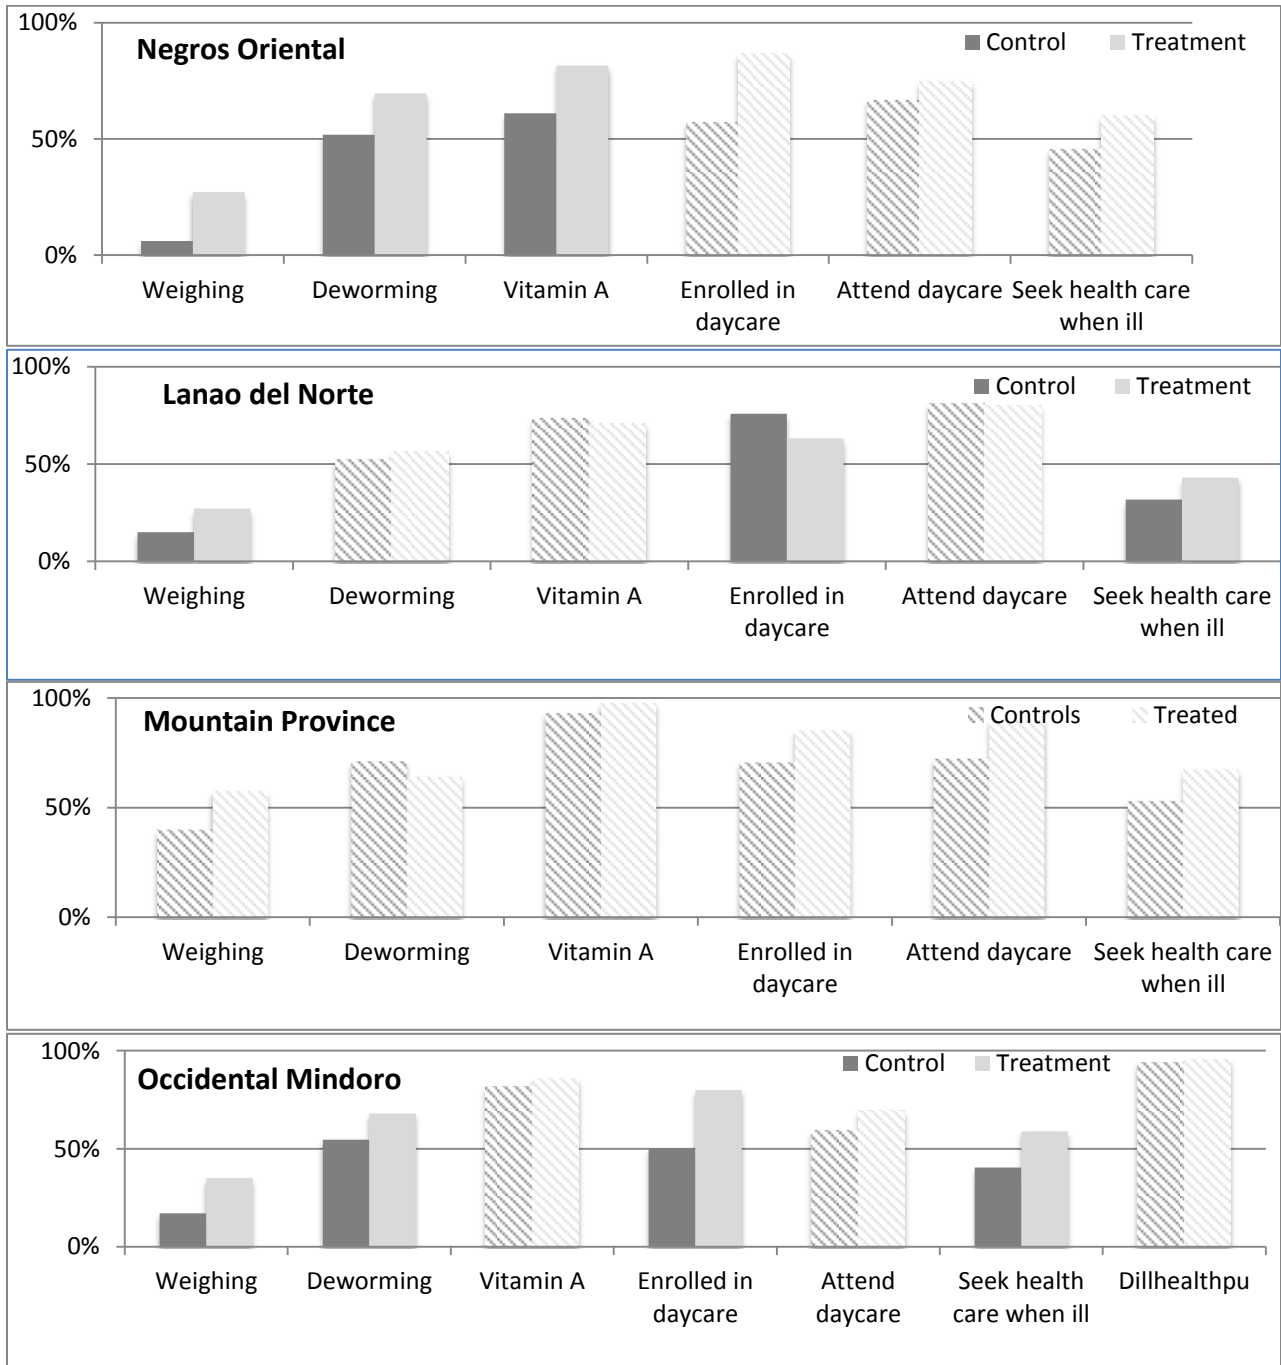 100%
Negros Oriental
Control Treatment
50%
0%
Weighing Deworming Vitamin A Enrolled in Attend daycare Seek health care
daycare when ill
100%
Lanao del Norte
Control Treatment
50%
0%
Weighing Deworming Vitamin A Enrolled in Attend daycare Seek health care
daycare when ill
100%
Mountain Province
Controls Treated
50%
0%
Weighing Deworming Vitamin A Enrolled in Attend daycare Seek health care
daycare when ill
100%
Occidental Mindoro
Control Treatment
50%
0%
Weighing Deworming Vitamin A Enrolled in Attend Seek health Dillhealthpu
daycare daycare care when ill